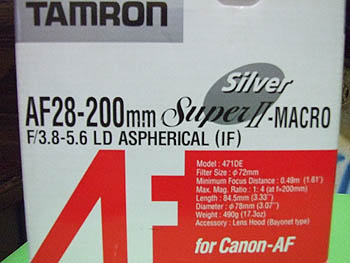 TAMRON
Silver
AF28-200mm Super II-MACRO
F/3.8-5.6 LD ASPHERICAL (IF)
AF
Model : 471DE
Filter Size : φ72mm
Minimum Focus Distance : 0.49m (1.61')
Max. Mag. Ratio : 1: 4 (at f=200mm)
Length : 84.5mm (3.33")
Diameter : φ78mm (3.07")
Weight : 490g (17.3oz)
Accessory : Lens Hood (Bayonet type)
for Canon-AF